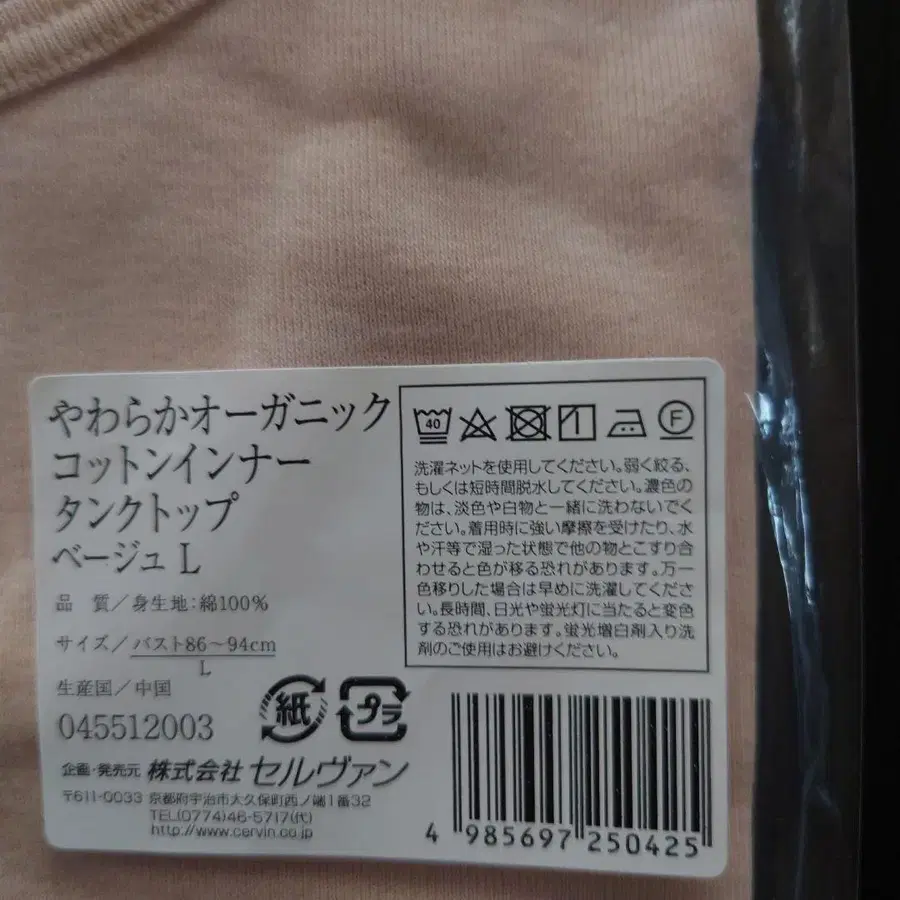 やわらかオーガニック
コットンインナー
タンクトップ
ベージュ L
品 質／身生地:綿100%
サイズ／バスト86～94cm
L
生産国／中国
045512003
紙
プラ
企画・発売元 株式会社 セルヴァン
〒611-0033 京都府宇治市大久保町西ノ端1番32
TEL(0774)46-5717(代)
http://www.cervin.co.jp
40
F
洗濯ネットを使用してください。弱く絞る、
もしくは短時間脱水してください。濃色の
物は、淡色や白物と一緒に洗わないでく
ださい。着用時に強い摩擦を受けたり、水
や汗等で湿った状態で他の物とこすり合
わせると色が移る恐れがあります。万一
色移りした場合は早めに洗濯してくださ
い。長時間、日光や蛍光灯に当たると変色
する恐れがあります。蛍光増白剤入り洗
剤のご使用はお避けください。
4 985697 250425